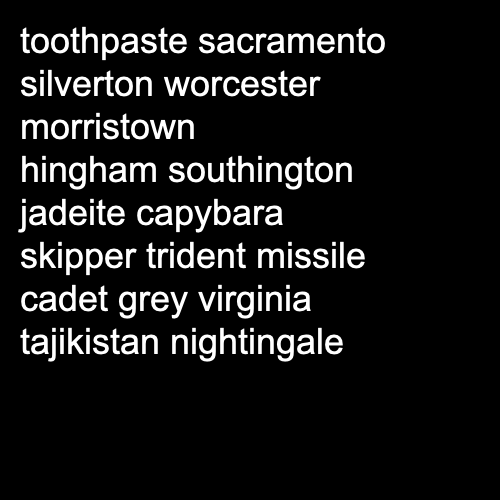 toothpaste sacramento
silverton worcester
morristown
hingham southington
jadeite capybara
skipper trident missile
cadet grey virginia
tajikistan nightingale